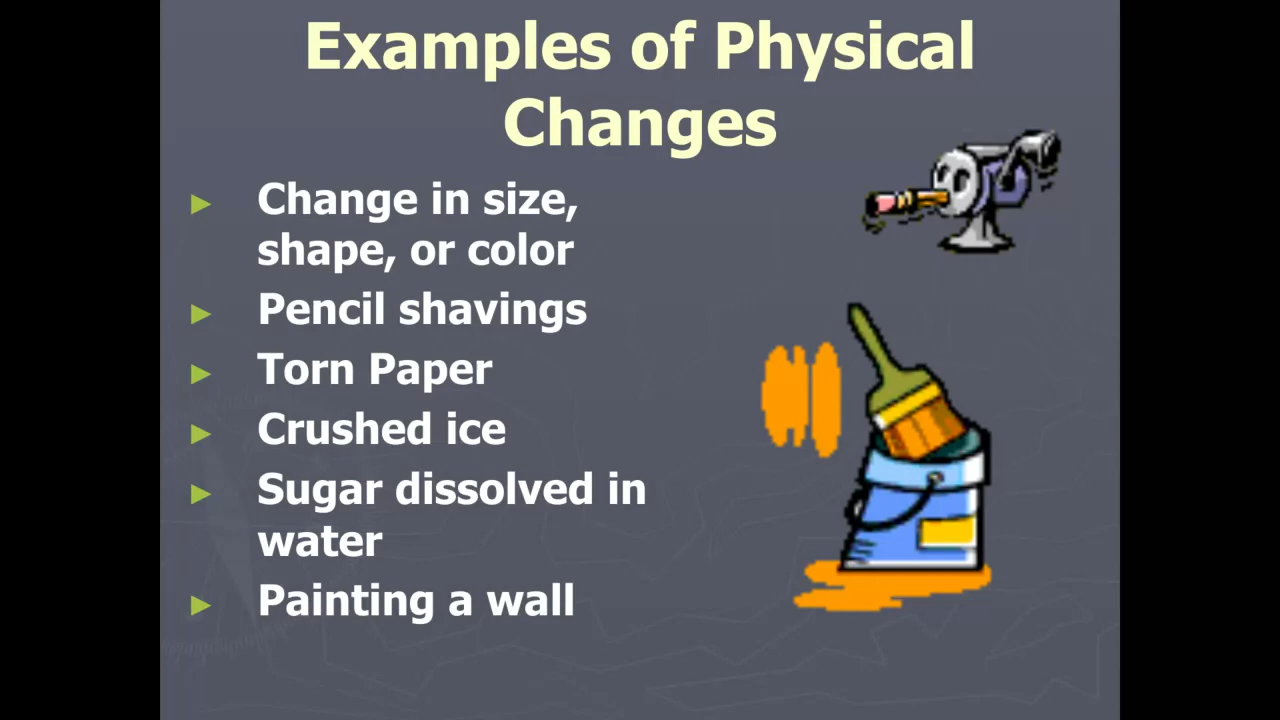 Examples of Physical
Changes
► Change in size,
shape, or color
► Pencil shavings
► Torn Paper
► Crushed ice
► Sugar dissolved in
water
► Painting a wall